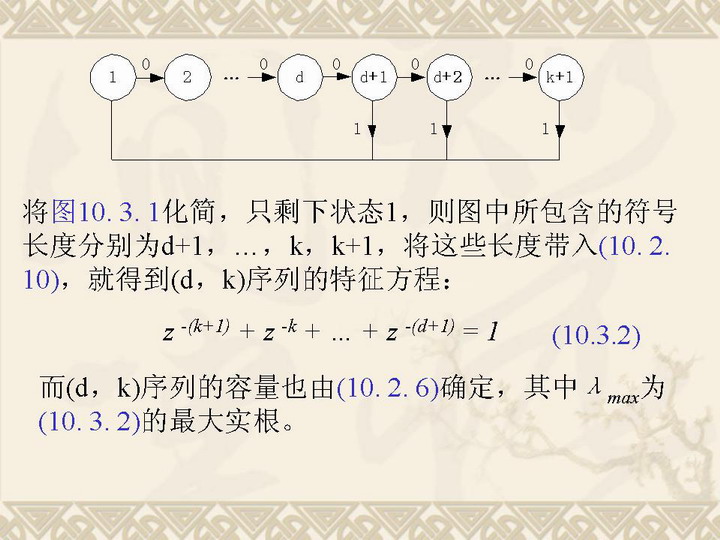 0 0 0 0 0
1 2 ... d d+1 d+2 ... k+1
1 1 1
将图10. 3. 1化简，只剩下状态1，则图中所包含的符号
长度分别为d+1，…，k，k+1，将这些长度带入(10. 2.
10)，就得到(d，k)序列的特征方程：
z -(k+1) + z -k + … + z -(d+1) = 1 (10.3.2)
而(d，k)序列的容量也由(10. 2. 6)确定，其中λmax为
(10. 3. 2)的最大实根。